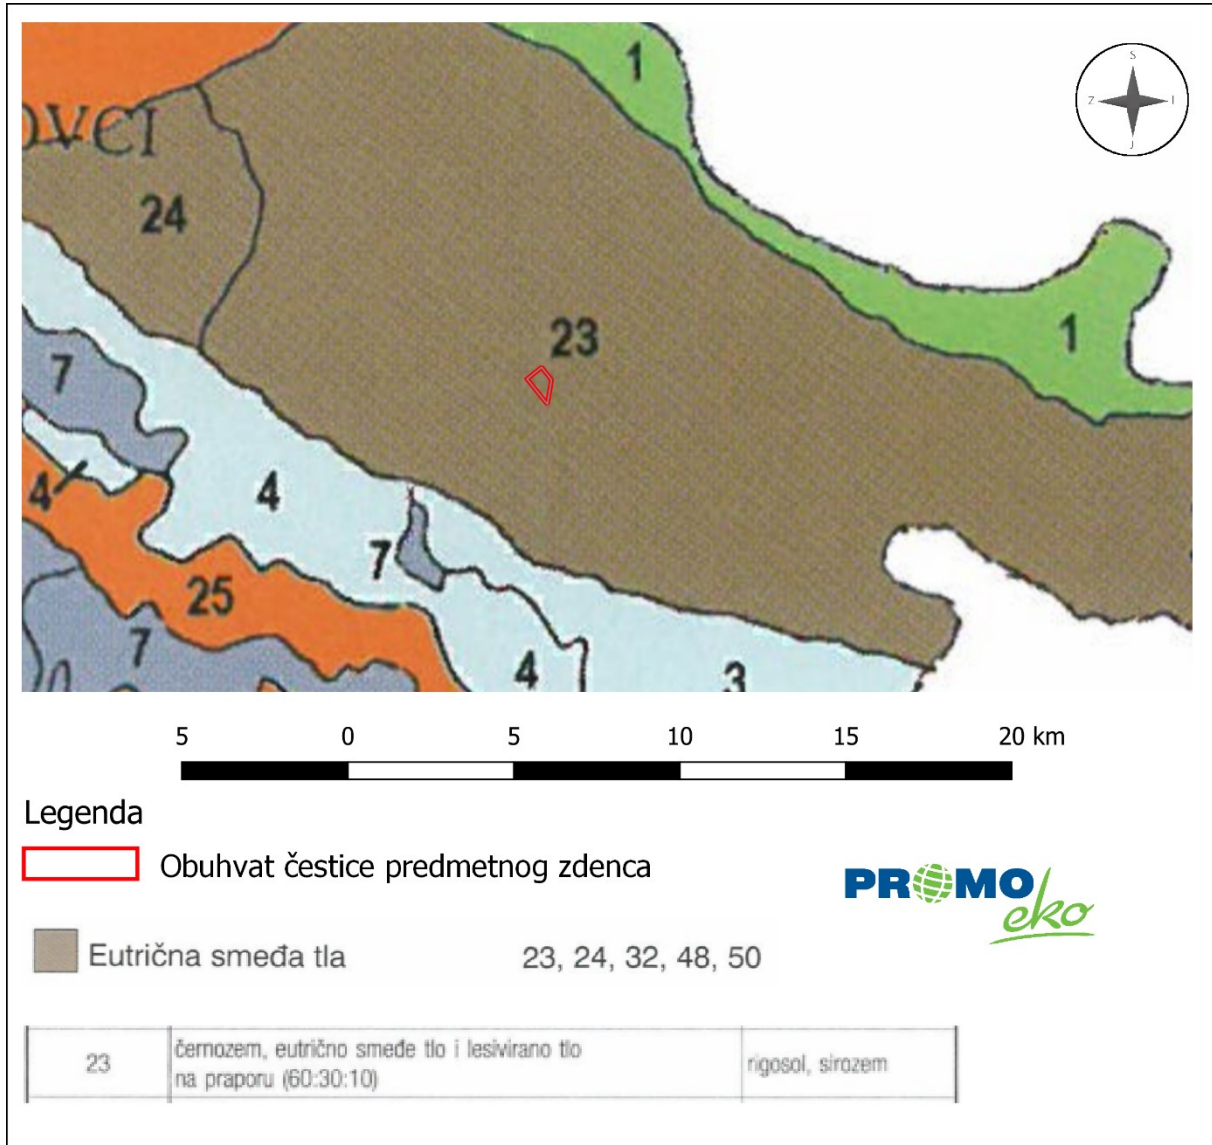 1
S
Z I
J
OVCI
24
23
1
7
4
4
7
25
7
4
3
5 0 5 10 15 20 km
Legenda
Obuhvat čestice predmetnog zdenca
PROMO
eko
Eutrična smeđa tla 23, 24, 32, 48, 50
23 černozem, eutrično smeđe tlo i lesivirano tlo
na praporu (60:30:10) rigosol, sirozem